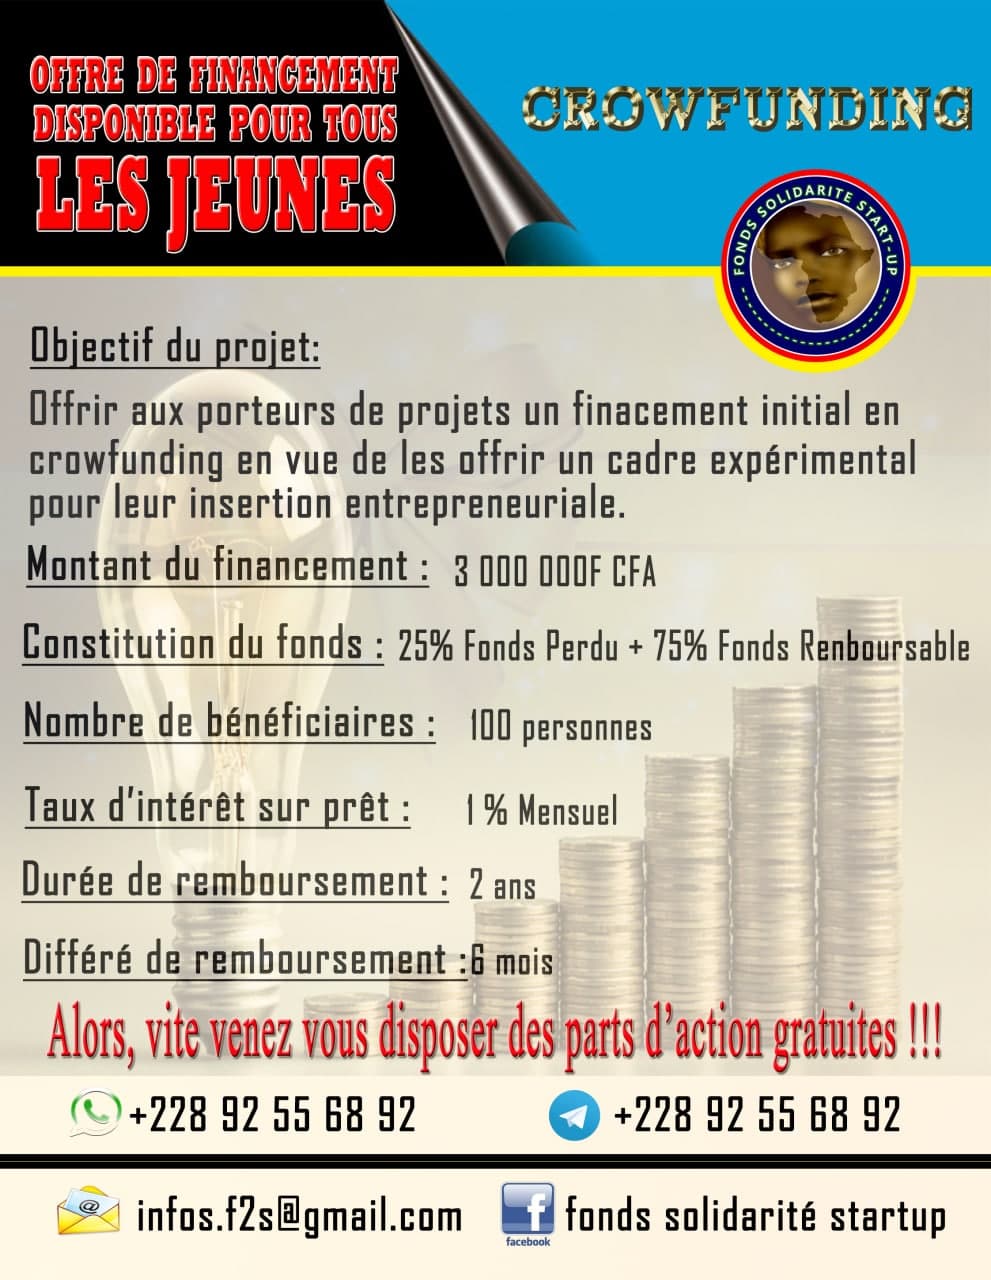 OFFRE DE FINANCEMENT
DISPONIBLE POUR TOUS
LES JEUNES
CROWFUNDING
FONDS SOLIDARITE START-UP
Objectif du projet:
Offrir aux porteurs de projets un finacement initial en
crowfunding en vue de les offrir un cadre expérimental
pour leur insertion entrepreneuriale.
Montant du financement : 3 000 000F CFA
Constitution du fonds : 25% Fonds Perdu + 75% Fonds Renboursable
Nombre de bénéficiaires : 100 personnes
Taux d'intérêt sur prêt : 1 % Mensuel
Durée de remboursement : 2 ans
Différé de remboursement :6 mois
Alors, vite venez vous disposer des parts d'action gratuites !!!
+228 92 55 68 92
+228 92 55 68 92
infos.f2s@gmail.com
facebook
fonds solidarité startup